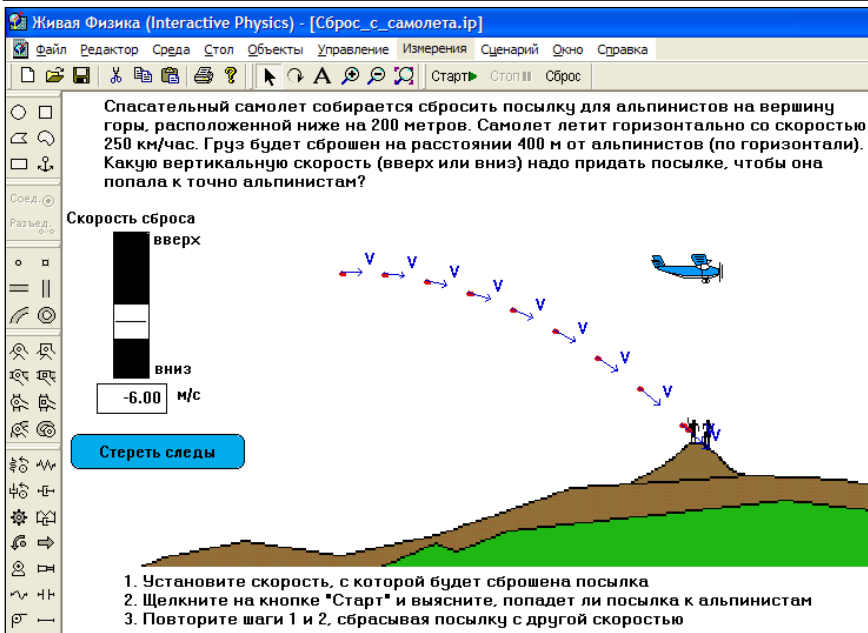 Живая Физика (Interactive Physics) - [Сброс_с_самолета.ip]
Файл Редактор Среда Стол Объекты Управление Измерения Сценарий Окно Справка
A ? Старт Стоп Сброс
Спасательный самолет собирается сбросить посылку для альпинистов на вершину
горы, расположенной ниже на 200 метров. Самолет летит горизонтально со скоростью
250 км/час. Груз будет сброшен на расстоянии 400 м от альпинистов (по горизонтали).
Какую вертикальную скорость (вверх или вниз) надо придать посылке, чтобы она
попала к точно альпинистам?
Соед.
Разъед.
Скорость сброса
вверх
вниз
-6.00 м/с
Стереть следы
V
V
V
V
V
V
V
V
V
1. Установите скорость, с которой будет сброшена посылка
2. Щелкните на кнопке "Старт" и выясните, попадет ли посылка к альпинистам
3. Повторите шаги 1 и 2, сбрасывая посылку с другой скоростью